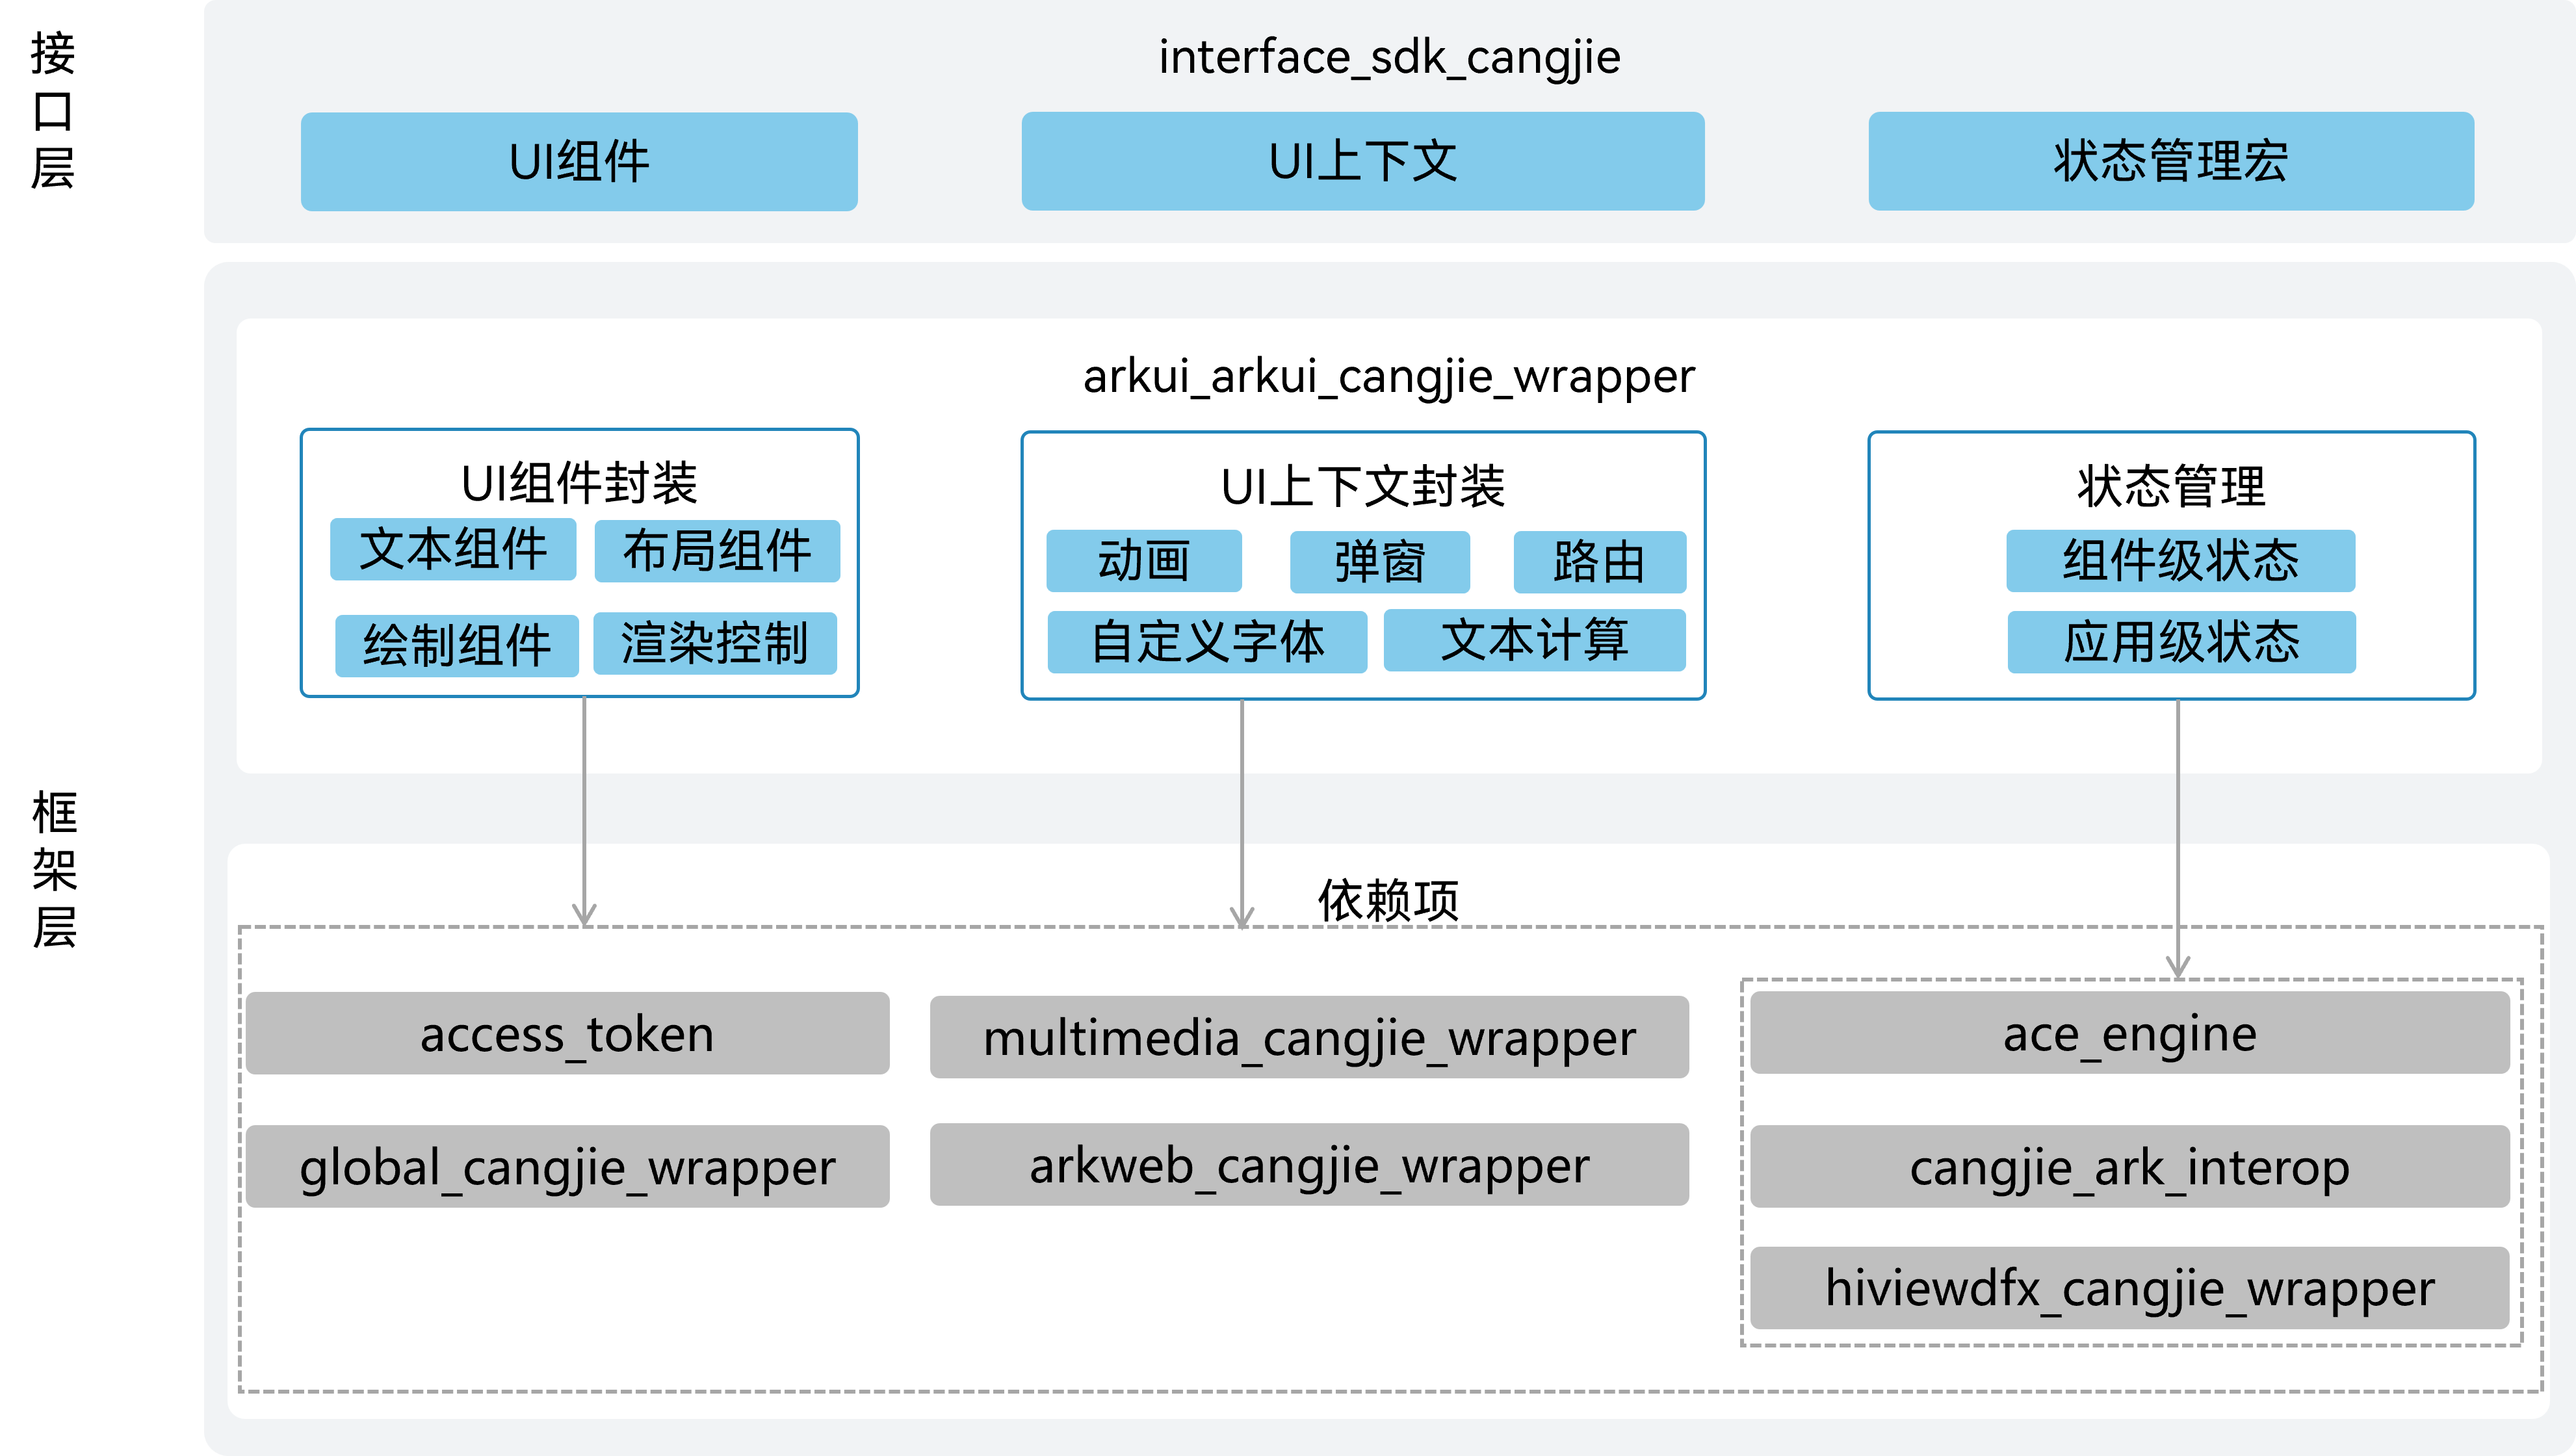 接口层
interface_sdk_cangjie
UI组件
UI上下文
状态管理宏
框架层
arkui_arkui_cangjie_wrapper
UI组件封装
文本组件
布局组件
绘制组件
渲染控制
UI上下文封装
动画
弹窗
路由
自定义字体
文本计算
状态管理
组件级状态
应用级状态
依赖项
access_token
multimedia_cangjie_wrapper
ace_engine
global_cangjie_wrapper
arkweb_cangjie_wrapper
cangjie_ark_interop
hiviewdfx_cangjie_wrapper